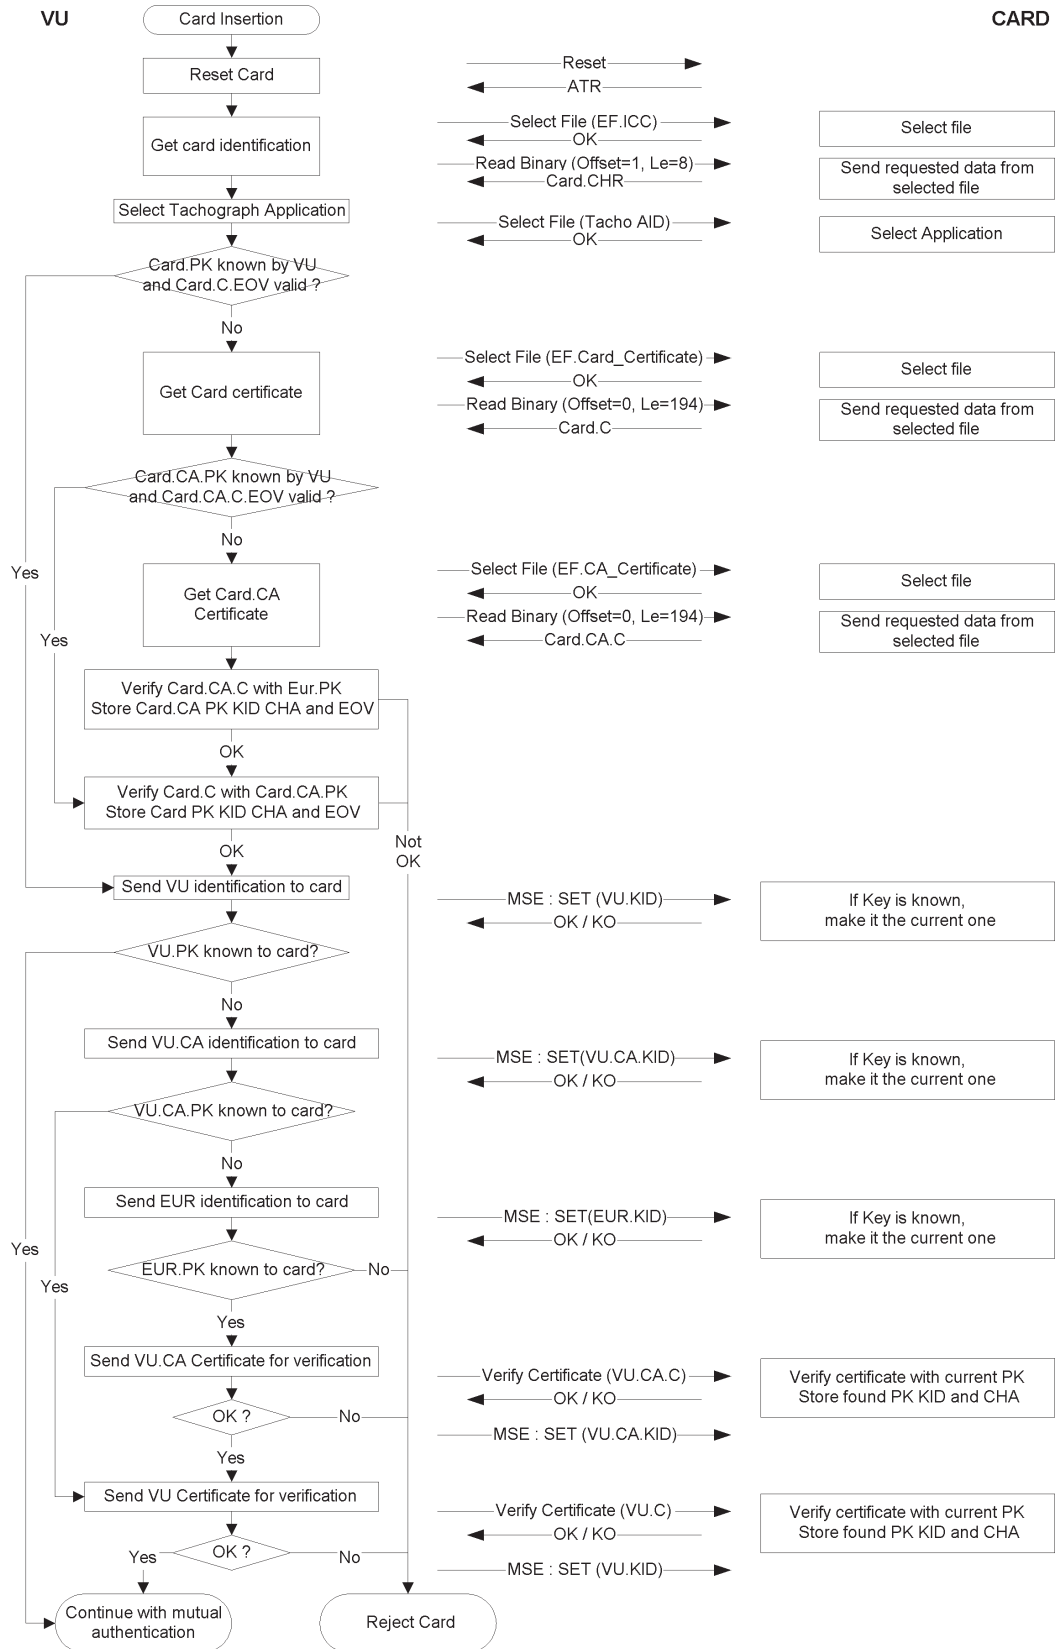 VU
CARD
Card Insertion
Reset Card
Reset
ATR
Get card identification
Select File (EF.ICC)
OK
Select file
Read Binary (Offset=1, Le=8)
Card.CHR
Send requested data from
selected file
Select Tachograph Application
Select File (Tacho AID)
OK
Select Application
Card.PK known by VU
and Card.C.EOV valid ?
No
Get Card certificate
Select File (EF.Card_Certificate)
OK
Select file
Read Binary (Offset=0, Le=194)
Card.C
Send requested data from
selected file
Card.CA.PK known by VU
and Card.CA.C.EOV valid ?
No
Yes
Get Card.CA
Certificate
Select File (EF.CA_Certificate)
OK
Select file
Yes
Read Binary (Offset=0, Le=194)
Card.CA.C
Send requested data from
selected file
Verify Card.CA.C with Eur.PK
Store Card.CA PK KID CHA and EOV
OK
Verify Card.C with Card.CA.PK
Store Card PK KID CHA and EOV
Not
OK
OK
Send VU identification to card
MSE : SET (VU.KID)
OK / KO
If Key is known,
make it the current one
VU.PK known to card?
No
Send VU.CA identification to card
MSE : SET(VU.CA.KID)
OK / KO
If Key is known,
make it the current one
VU.CA.PK known to card?
No
Send EUR identification to card
MSE : SET(EUR.KID)
OK / KO
If Key is known,
make it the current one
Yes
EUR.PK known to card?
No
Yes
Yes
Send VU.CA Certificate for verification
Verify Certificate (VU.CA.C)
OK / KO
Verify certificate with current PK
Store found PK KID and CHA
OK ?
No
MSE : SET (VU.CA.KID)
Yes
Send VU Certificate for verification
Verify Certificate (VU.C)
OK / KO
Verify certificate with current PK
Store found PK KID and CHA
OK ?
Yes
No
MSE : SET (VU.KID)
Continue with mutual
authentication
Reject Card